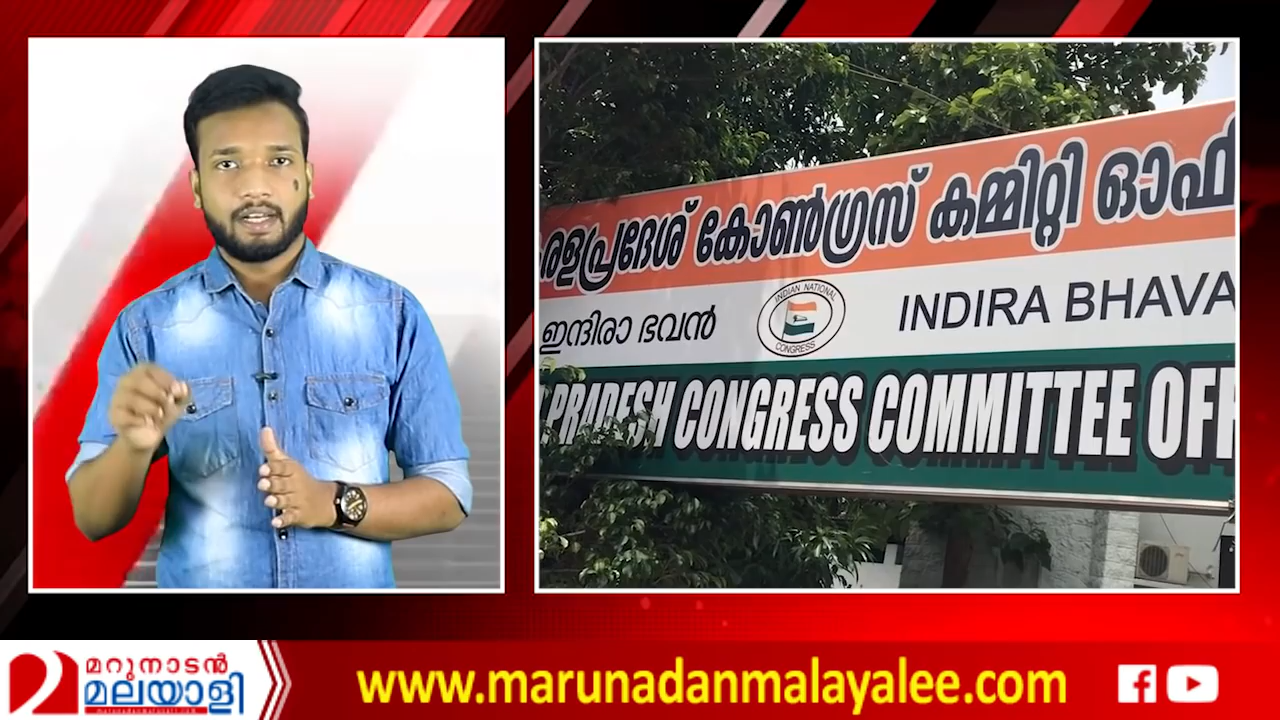 രളപ്രദേശ് കോൺഗ്രസ് കമ്മിറ്റി ഓഫീ
ഇന്ദിരാ ഭവൻ
INDIAN NATIONAL
CONGRESS
INDIRA BHAVA
PRADESH CONGRESS COMMITTEE OFF
മറുനാടൻ
മലയാളി
www.marunadanmalayalee.com